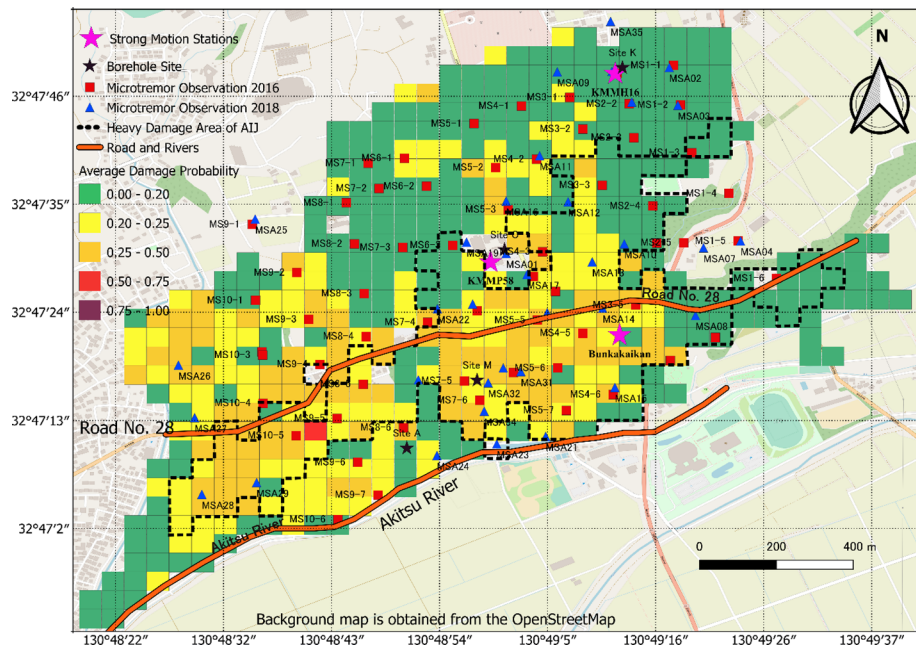 Strong Motion Stations
Borehole Site
Microtremor Observation 2016
Microtremor Observation 2018
Heavy Damage Area of AIJ
Road and Rivers
Average Damage Probability
0.00 - 0.20
0.20 - 0.25
0.25 - 0.50
0.50 - 0.75
0.75 - 1.00
N
32°47′46″
32°47′35″
32°47′24″
32°47′13″
32°47′2″
MSA35
Site K
MS1-1
MSA02
MSA09
KMMH16
MS3-1
MS2-2
MS1-2
MSA03
MS4-1
MS5-1
MS3-2
MS1-3
MS7-1
MS6-1
MS5-2
MS4-2
MSA11
MS7-2
MS6-2
MS3-3
MS1-4
MS8-1
MS5-3
MSA12
MS2-4
MS9-1
MSA25
Site O
MS8-2
MS7-3
MSA19
MSA01
MSA10
MS1-5
MSA04
MSA07
MSA13
KMMP58
MS9-2
MS1-6
MS8-3
MSA17
MS10-1
Road No. 28
MS9-3
MS7-4
MSA22
MS5-5
MSA14
MSA08
MS8-4
MS4-5
Bunkakaikan
MS10-3
MS9-4
Site M
MS5-6
MSA26
MS7-5
MSA31
MSA32
MS4-6
MS10-4
MS7-6
MS5-7
MSA27
MS9-5
MS8-6
Road No. 28
MS10-5
Site A
MSA23
MSA21
MS9-6
MSA24
MSA28
MSA29
MS9-7
Akitsu River
MS10-6
Akitsu River
0
200
400 m
Background map is obtained from the OpenStreetMap
130°48′22″
130°48′32″
130°48′43″
130°48′54″
130°49′5″
130°49′16″
130°49′26″
130°49′37″